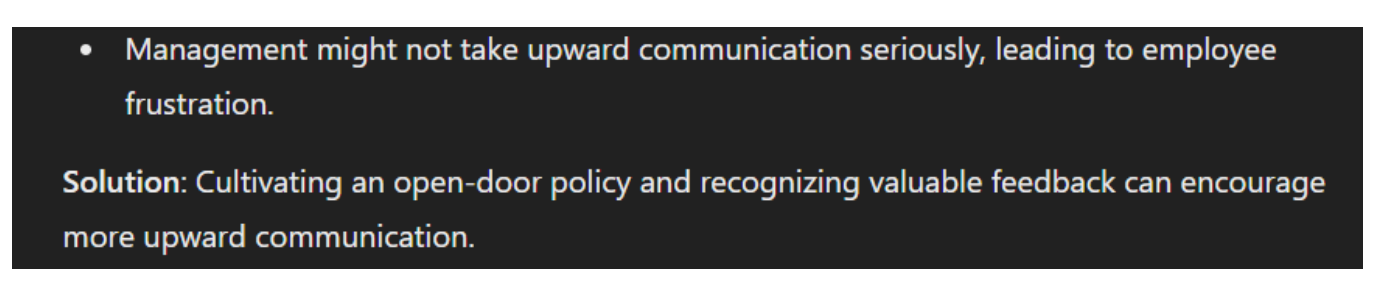 • Management might not take upward communication seriously, leading to employee
frustration.
Solution: Cultivating an open-door policy and recognizing valuable feedback can encourage
more upward communication.